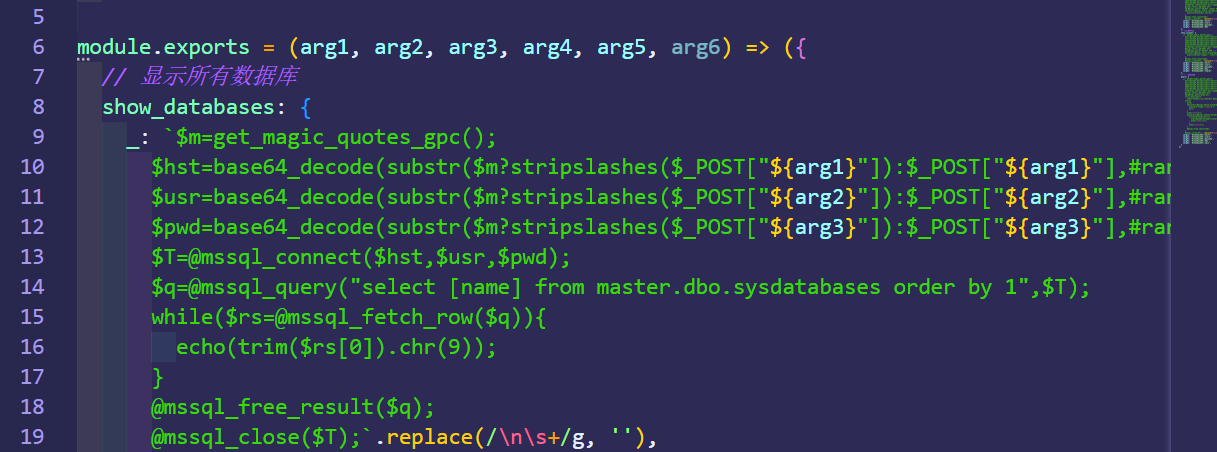 5
6 module.exports = (arg1, arg2, arg3, arg4, arg5, arg6) => ({
7 // 显示所有数据库
8 show_databases: {
9 _: `$m=get_magic_quotes_gpc();
10 $hst=base64_decode(substr($m?stripslashes($_POST["${arg1}"]):$_POST["${arg1}"],#ran
11 $usr=base64_decode(substr($m?stripslashes($_POST["${arg2}"]):$_POST["${arg2}"],#ran
12 $pwd=base64_decode(substr($m?stripslashes($_POST["${arg3}"]):$_POST["${arg3}"],#ran
13 $T=@mssql_connect($hst,$usr,$pwd);
14 $q=@mssql_query("select [name] from master.dbo.sysdatabases order by 1",$T);
15 while($rs=@mssql_fetch_row($q)){
16 echo(trim($rs[0]).chr(9));
17 }
18 @mssql_free_result($q);
19 @mssql_close($T);`.replace(/\n\s+/g, ''),